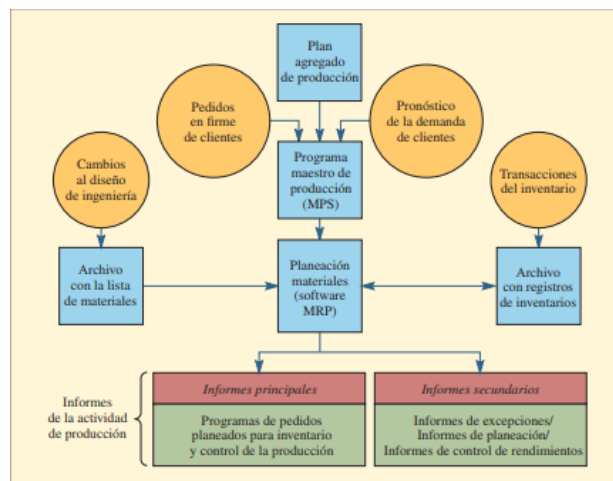 Plan
agregado
de producción
Pedidos
en firme
de clientes
Pronóstico
de la demanda
de clientes
Cambios
al diseño
de ingeniería
Programa
maestro de
producción
(MPS)
Transacciones
del inventario
Archivo
con la lista
de materiales
Planeación
materiales
(software
MRP)
Archivo
con registros
de inventarios
Informes
de la actividad
de producción
Informes principales
Programas de pedidos
planeados para inventario
y control de la producción
Informes secundarios
Informes de excepciones/
Informes de planeación/
Informes de control de rendimientos